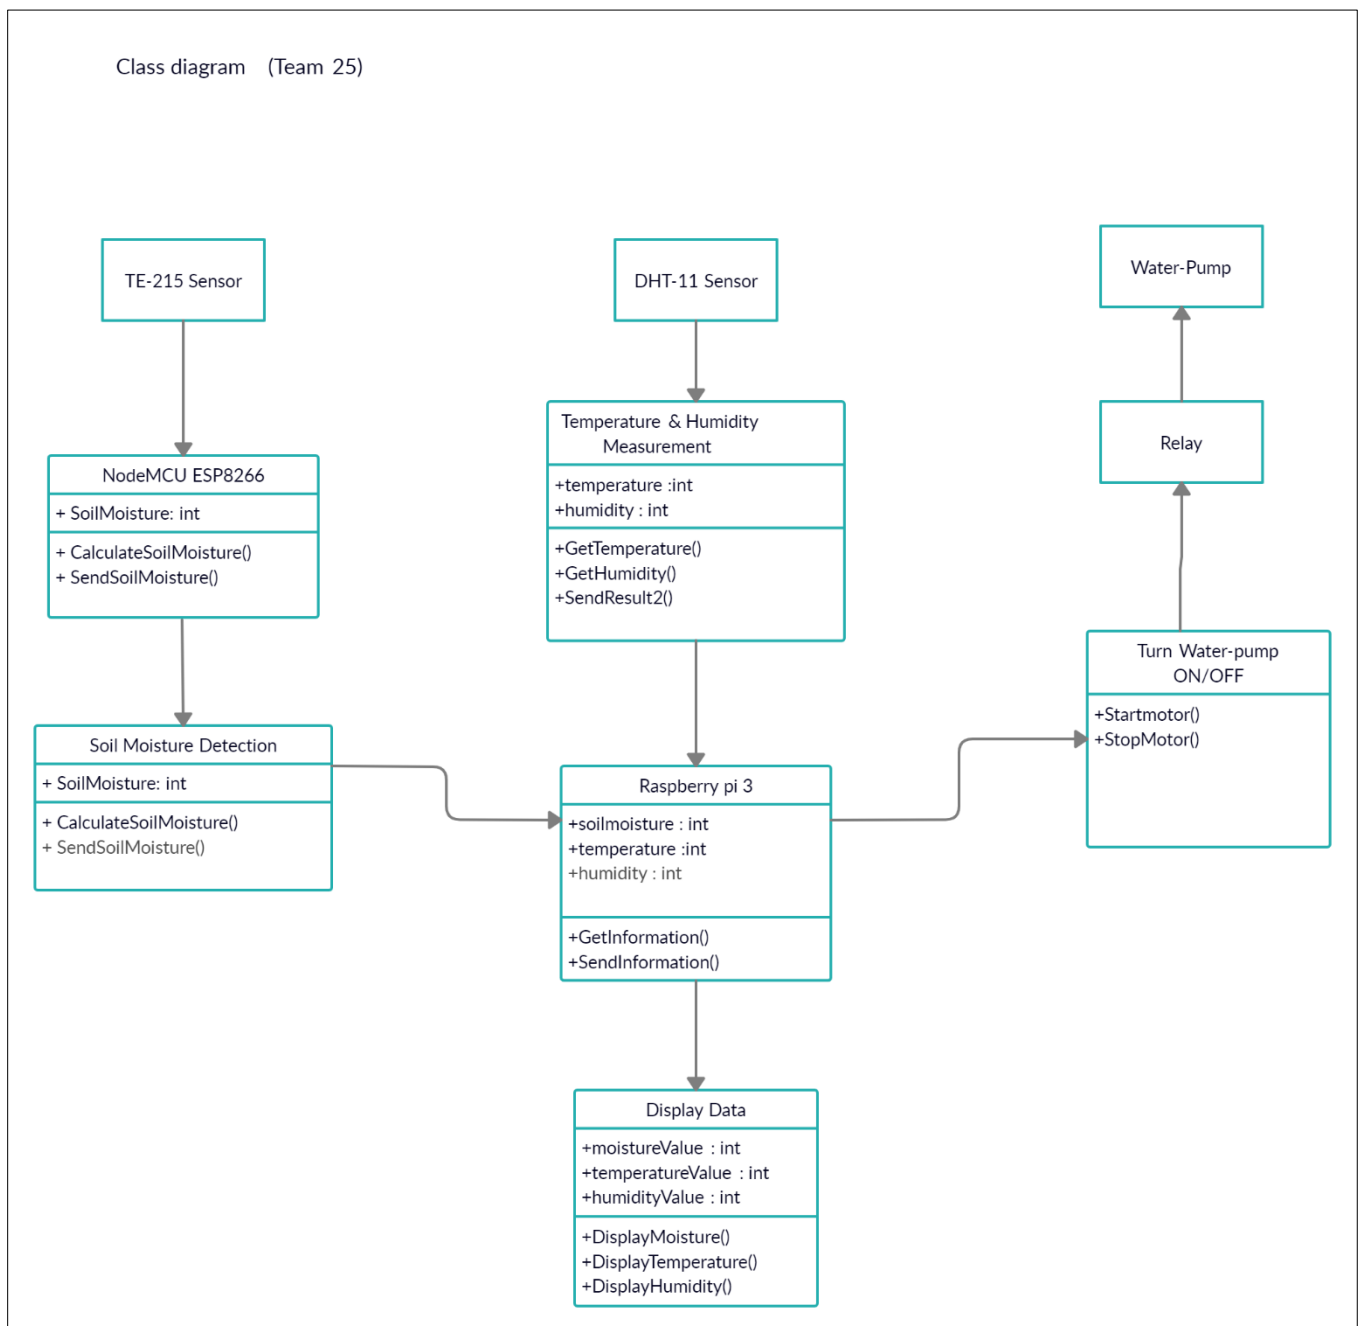 Class diagram (Team 25)
TE-215 Sensor
DHT-11 Sensor
Water-Pump
Relay
NodeMCU ESP8266
+ SoilMoisture: int
+ CalculateSoilMoisture()
+ SendSoilMoisture()
Temperature & Humidity
Measurement
+temperature :int
+humidity : int
+GetTemperature()
+GetHumidity()
+SendResult2()
Turn Water-pump
ON/OFF
+Startmotor()
+StopMotor()
Soil Moisture Detection
+ SoilMoisture: int
+ CalculateSoilMoisture()
+ SendSoilMoisture()
Raspberry pi 3
+soilmoisture : int
+temperature :int
+humidity : int
+GetInformation()
+SendInformation()
Display Data
+moistureValue : int
+temperatureValue : int
+humidityValue : int
+DisplayMoisture()
+DisplayTemperature()
+DisplayHumidity()